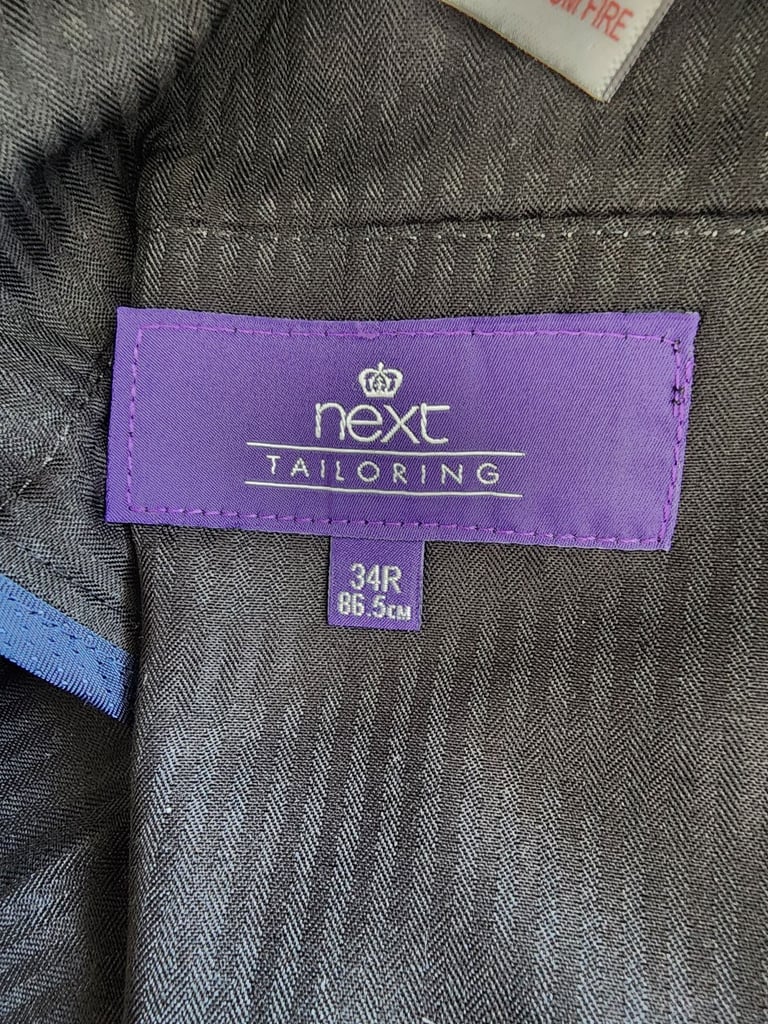 FIRE
next
TAILORING
34R
86.5CM